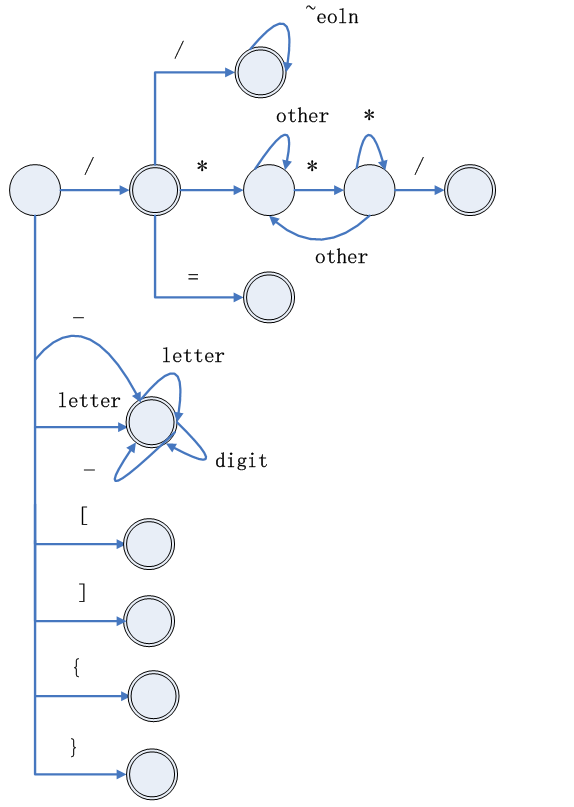 ~eoln
/
other
*
/
*
*
/
other
=
_
letter
letter
_
digit
[
]
{
}